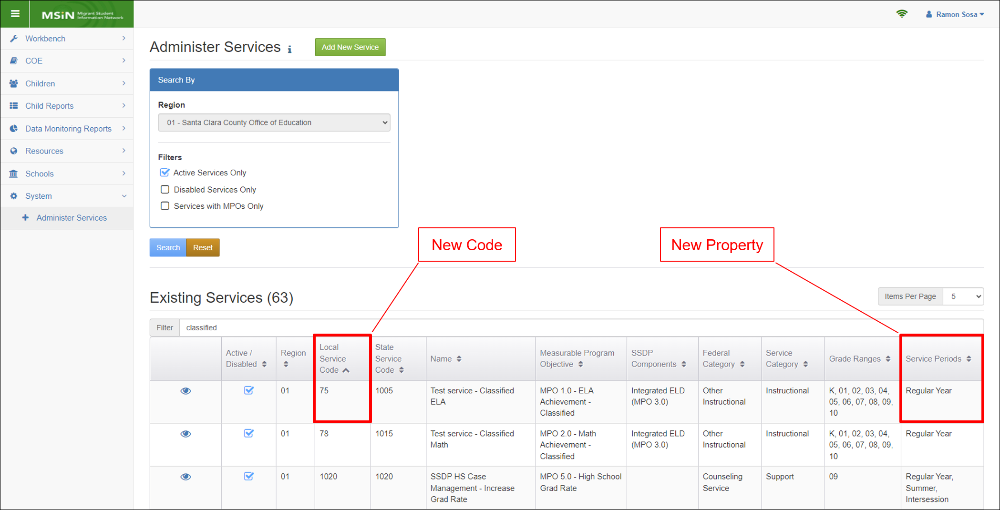 MSiN Migrant Student
Information Network
Ramon Sosa
Workbench
COE
Children
Child Reports
Data Monitoring Reports
Resources
Schools
System
Administer Services
Administer Services
Add New Service
Search By
Region
01 - Santa Clara County Office of Education
Filters
Active Services Only
Disabled Services Only
Services with MPOs Only
Search Reset
New Code
New Property
Existing Services (63)
Items Per Page 5
Filter classified
Active /
Disabled
Region
Local
Service
Code
State
Service
Code
Name
Measurable Program
Objective
SSDP
Components
Federal
Category
Service
Category
Grade Ranges
Service Periods
01
75
1005
Test service - Classified
ELA
MPO 1.0 - ELA
Achievement -
Classified
Integrated ELD
(MPO 3.0)
Other
Instructional
Instructional
K, 01, 02, 03, 04,
05, 06, 07, 08, 09,
10
Regular Year
01
78
1015
Test service - Classified
Math
MPO 2.0 - Math
Achievement -
Classified
Integrated ELD
(MPO 3.0)
Other
Instructional
Instructional
K, 01, 02, 03, 04,
05, 06, 07, 08, 09,
10
Regular Year
01
1020
1020
SSDP HS Case
Management - Increase
Grad Rate
MPO 5.0 - High School
Grad Rate
Counseling
Service
Support
09
Regular Year,
Summer,
Intersession